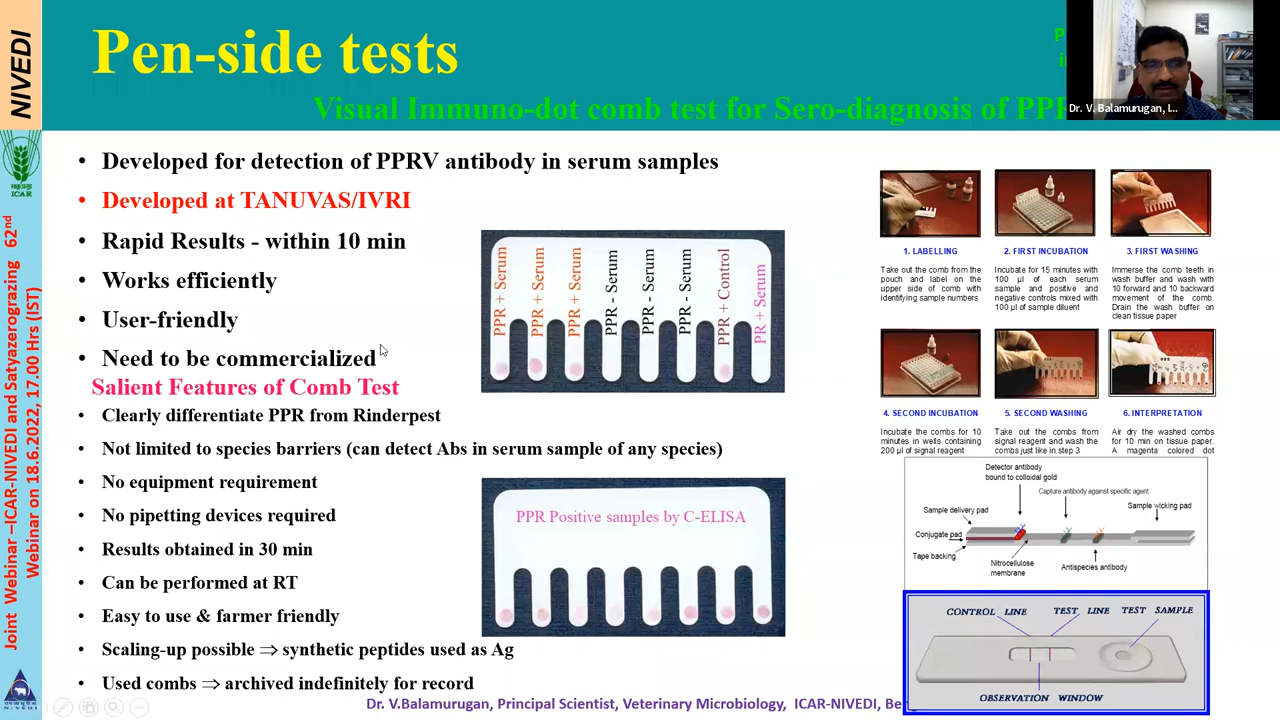 NIVEDI
ICAR
Joint Webinar –ICAR-NIVEDI and Satyazerograzing 62nd
Webinar on 18.6.2022, 17.00 Hrs (IST)
NIVEDI
Pen-side tests
Visual Immuno-dot comb test for Sero-diagnosis of PPR
Dr. V. Balamurugan, I...
• Developed for detection of PPRV antibody in serum samples
• Developed at TANUVAS/IVRI
• Rapid Results - within 10 min
• Works efficiently
• User-friendly
• Need to be commercialized
Salient Features of Comb Test
• Clearly differentiate PPR from Rinderpest
• Not limited to species barriers (can detect Abs in serum sample of any species)
• No equipment requirement
• No pipetting devices required
• Results obtained in 30 min
• Can be performed at RT
• Easy to use & farmer friendly
• Scaling-up possible ⇒ synthetic peptides used as Ag
• Used combs ⇒ archived indefinitely for record
PPR + Serum
PPR + Serum
PPR + Serum
PPR - Serum
PPR - Serum
PPR - Serum
PPR + Control
PR + Serum
PPR Positive samples by C-ELISA
1. LABELLING
Take out the comb from the
pouch and label on the
upper side of comb with
identifying sample numbers
2. FIRST INCUBATION
Incubate for 15 minutes with
100 µl of each serum
sample and positive and
negative controls mixed with
100 µl of sample diluent
3. FIRST WASHING
Immerse the comb teeth in
wash buffer and wash with
10 forward and 10 backward
movement of the comb.
Drain the wash buffer on
clean tissue paper
4. SECOND INCUBATION
Incubate the combs for 10
minutes in wells containing
200 µl of signal reagent
5. SECOND WASHING
Take out the combs from
signal reagent and wash the
combs just like in step 3
6. INTERPRETATION
Air dry the washed combs
for 10 min on tissue paper.
A magenta colored dot
Detector antibody
bound to colloidal gold
Capture antibody against specific agent
Sample delivery pad
Sample wicking pad
Conjugate pad
Tape backing
Nitrocellulose
membrane
Antispecies antibody
CONTROL LINE
TEST LINE
TEST SAMPLE
OBSERVATION WINDOW
Dr. V.Balamurugan, Principal Scientist, Veterinary Microbiology, ICAR-NIVEDI,